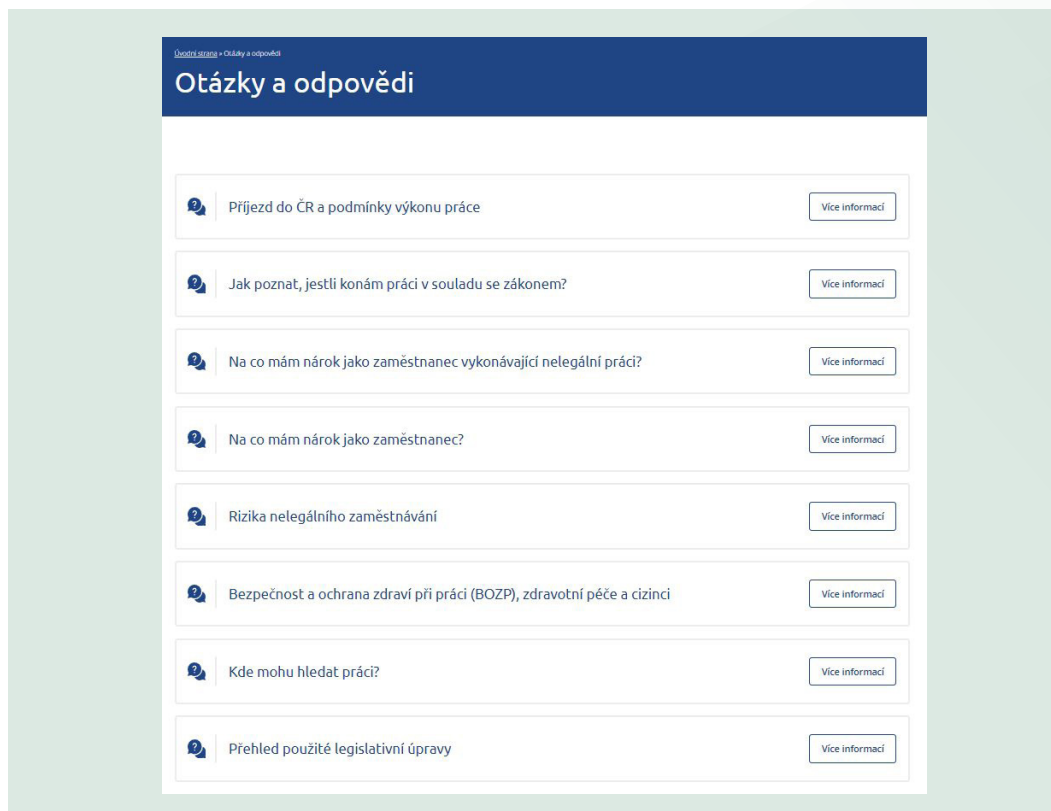 Úvodní strana » Otázky a odpovědi
Otázky a odpovědi
Příjezd do ČR a podmínky výkonu práce
Více informací
Jak poznat, jestli konám práci v souladu se zákonem?
Více informací
Na co mám nárok jako zaměstnanec vykonávající nelegální práci?
Více informací
Na co mám nárok jako zaměstnanec?
Více informací
Rizika nelegálního zaměstnávání
Více informací
Bezpečnost a ochrana zdraví při práci (BOZP), zdravotní péče a cizinci
Více informací
Kde mohu hledat práci?
Více informací
Přehled použité legislativní úpravy
Více informací